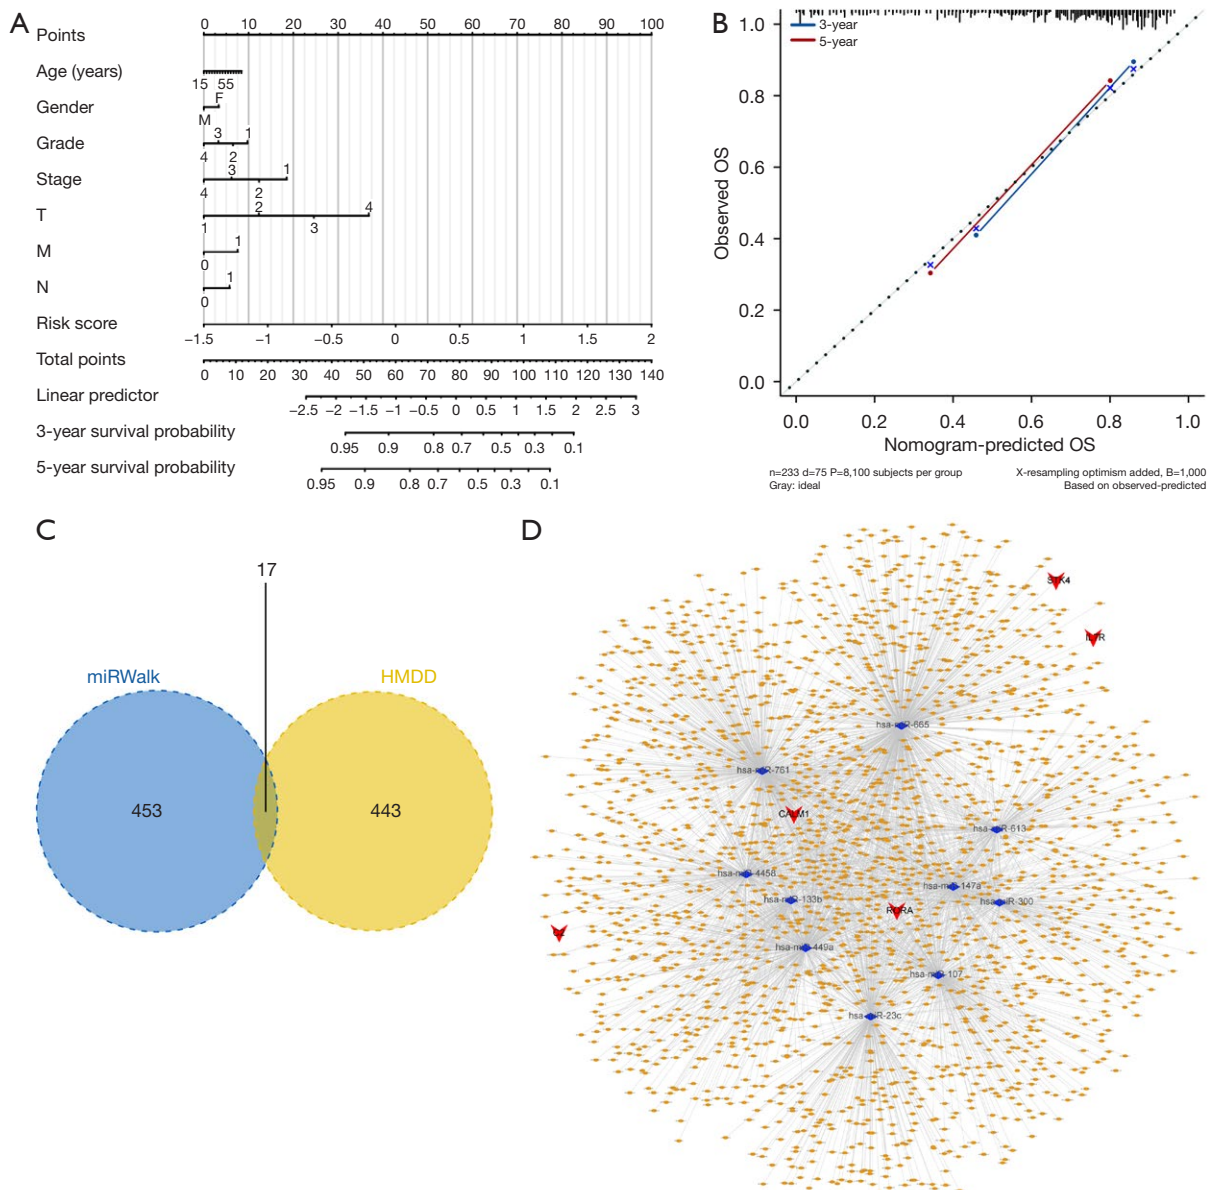 A
Points
0 10 20 30 40 50 60 70 80 90 100
Age (years)
15 55
Gender
F
M
Grade
3 1
4 2
Stage
3 1
4 2
T
2 4
1 3
M
1
0
N
1
0
Risk score
−1.5 −1 −0.5 0 0.5 1 1.5 2
Total points
0 10 20 30 40 50 60 70 80 90 100 110 120 130 140
Linear predictor
−2.5 −2 −1.5 −1 −0.5 0 0.5 1 1.5 2 2.5 3
3-year survival probability
0.95 0.9 0.8 0.7 0.5 0.3 0.1
5-year survival probability
0.95 0.9 0.8 0.7 0.5 0.3 0.1
B
3-year
5-year
Observed OS
1.0
0.8
0.6
0.4
0.2
0.0
0.0 0.2 0.4 0.6 0.8 1.0
Nomogram-predicted OS
n=233 d=75 P=8,100 subjects per group
Gray: ideal
X-resampling optimism added, B=1,000
Based on observed-predicted
C
17
miRWalk
HMDD
453
443
D
STK4
IL7R
hsa-miR-665
hsa-miR-761
CALM1
hsa-miR-613
hsa-miR-4458
hsa-miR-147a
hsa-miR-133b
hsa-miR-300
RORA
hsa-miR-449a
hsa-miR-107
hsa-miR-23c